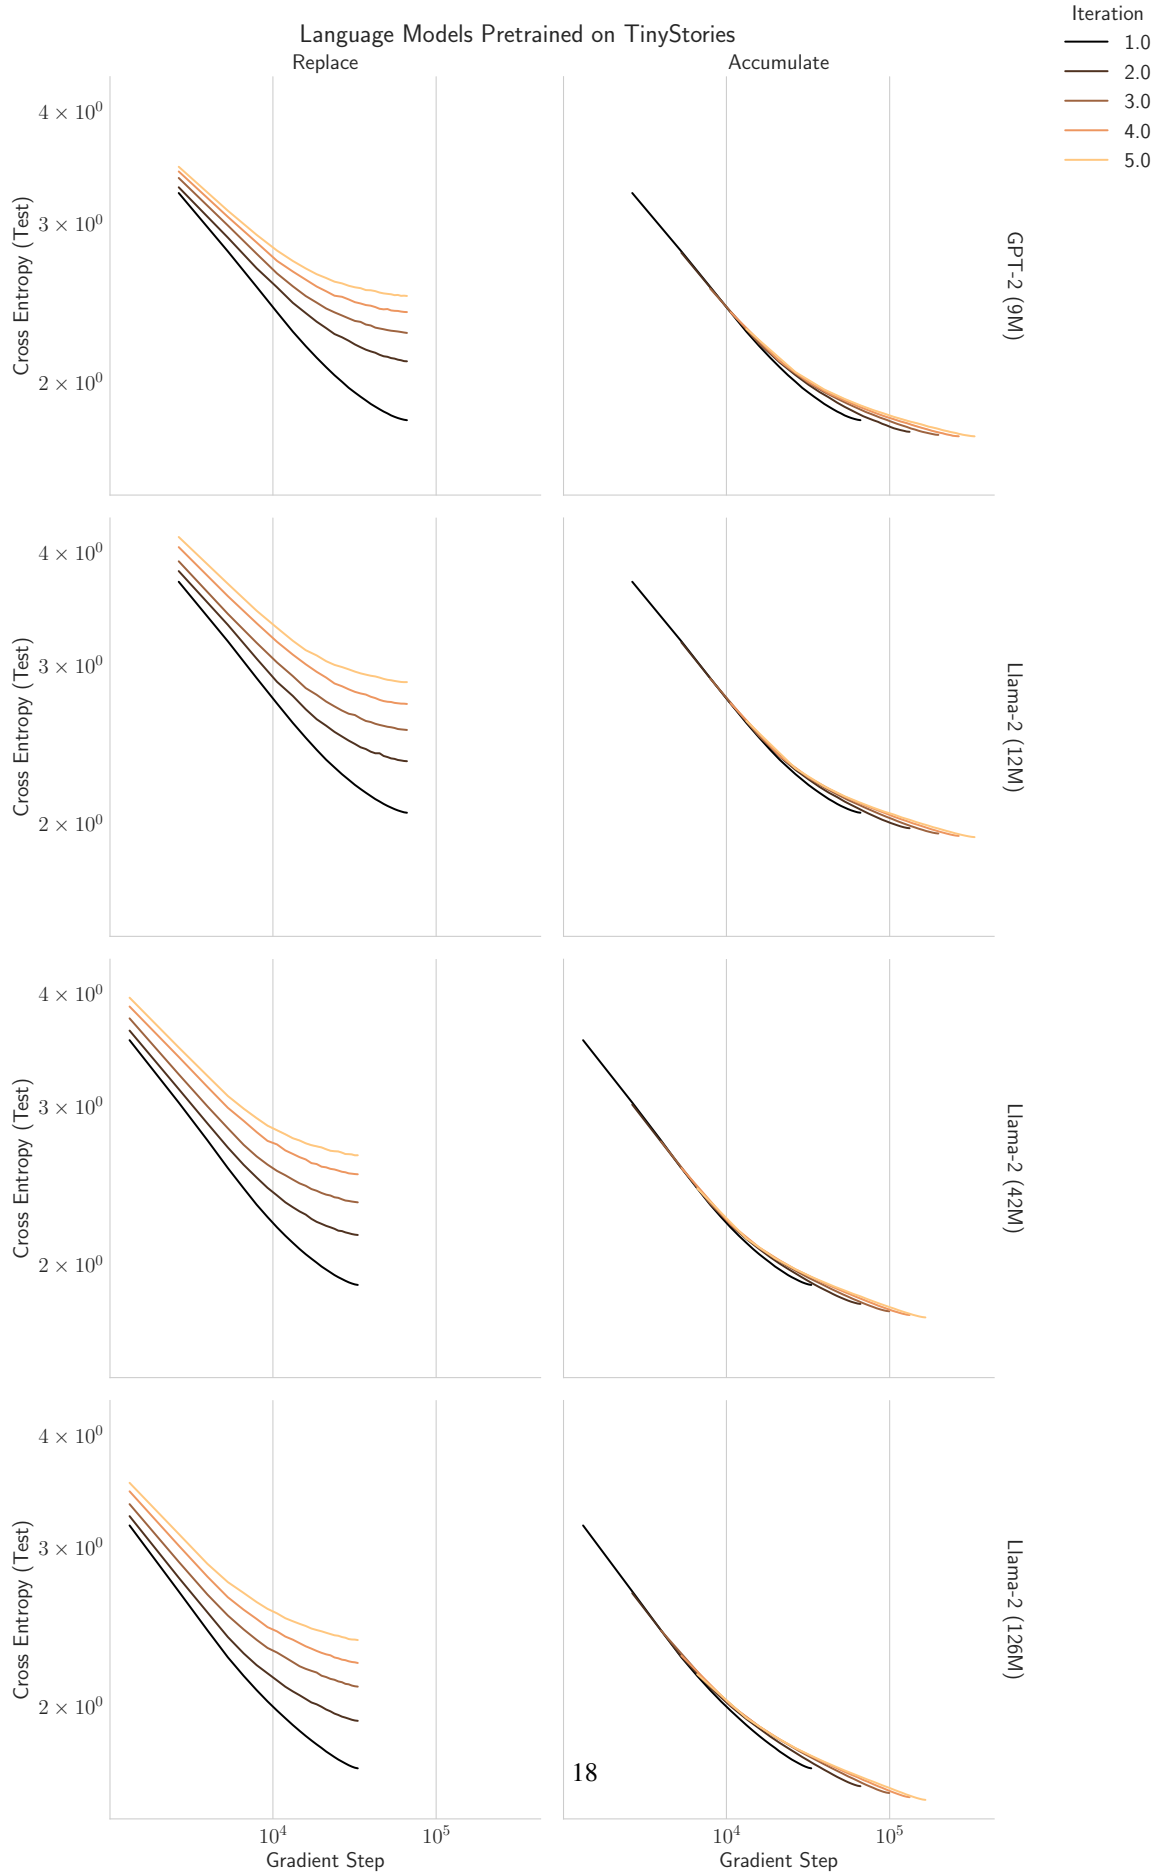 Language Models Pretrained on TinyStories
Replace
Accumulate
Iteration
1.0
2.0
3.0
4.0
5.0
4 × 10⁰
3 × 10⁰
2 × 10⁰
Cross Entropy (Test)
GPT-2 (9M)
4 × 10⁰
3 × 10⁰
2 × 10⁰
Cross Entropy (Test)
Llama-2 (12M)
4 × 10⁰
3 × 10⁰
2 × 10⁰
Cross Entropy (Test)
Llama-2 (42M)
4 × 10⁰
3 × 10⁰
2 × 10⁰
Cross Entropy (Test)
Llama-2 (126M)
18
10⁴ 10⁵
Gradient Step
10⁴ 10⁵
Gradient Step